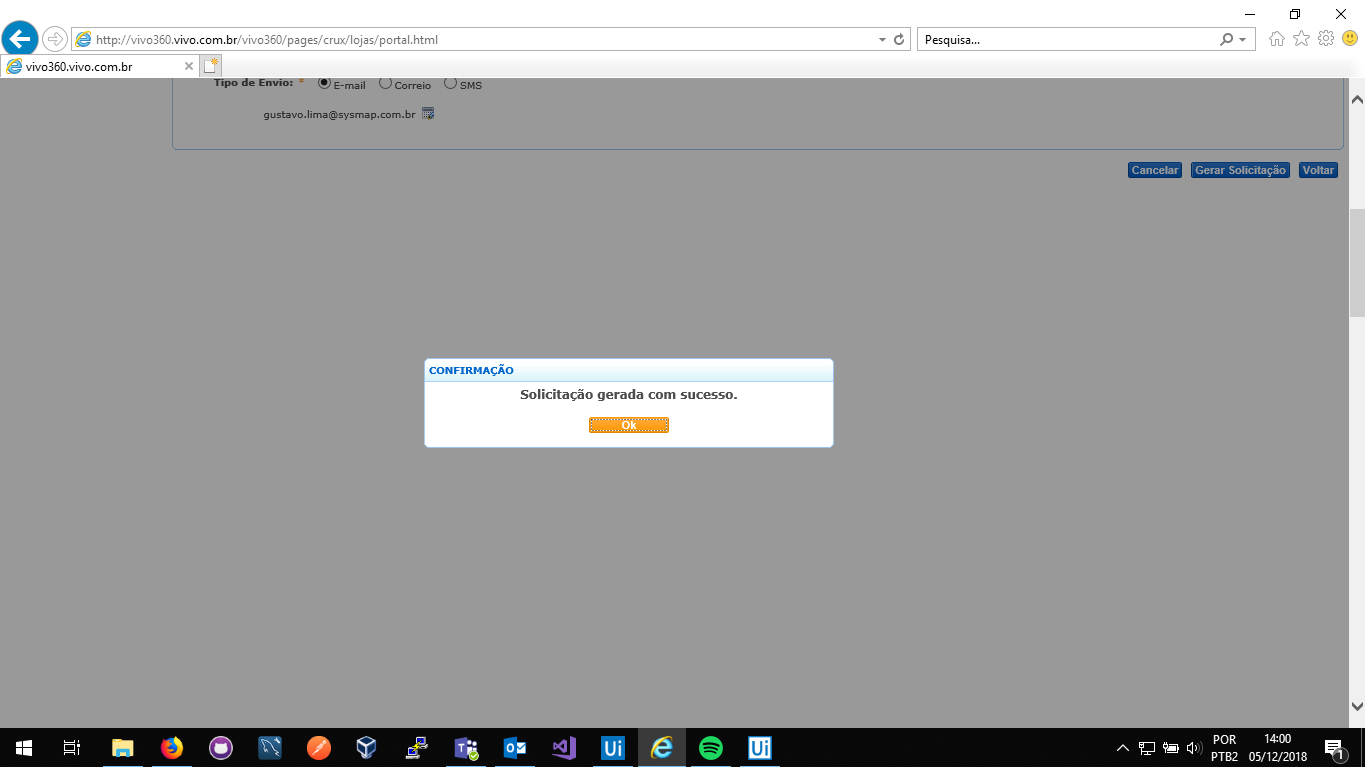 http://vivo360.vivo.com.br/vivo360/pages/crux/lojas/portal.html
Pesquisa...
vivo360.vivo.com.br
Tipo de Envio: * E-mail Correio SMS
gustavo.lima@sysmap.com.br
Cancelar Gerar Solicitação Voltar
CONFIRMAÇÃO
Solicitação gerada com sucesso.
Ok
Ui Ui
POR 14:00
PTB2 05/12/2018
1